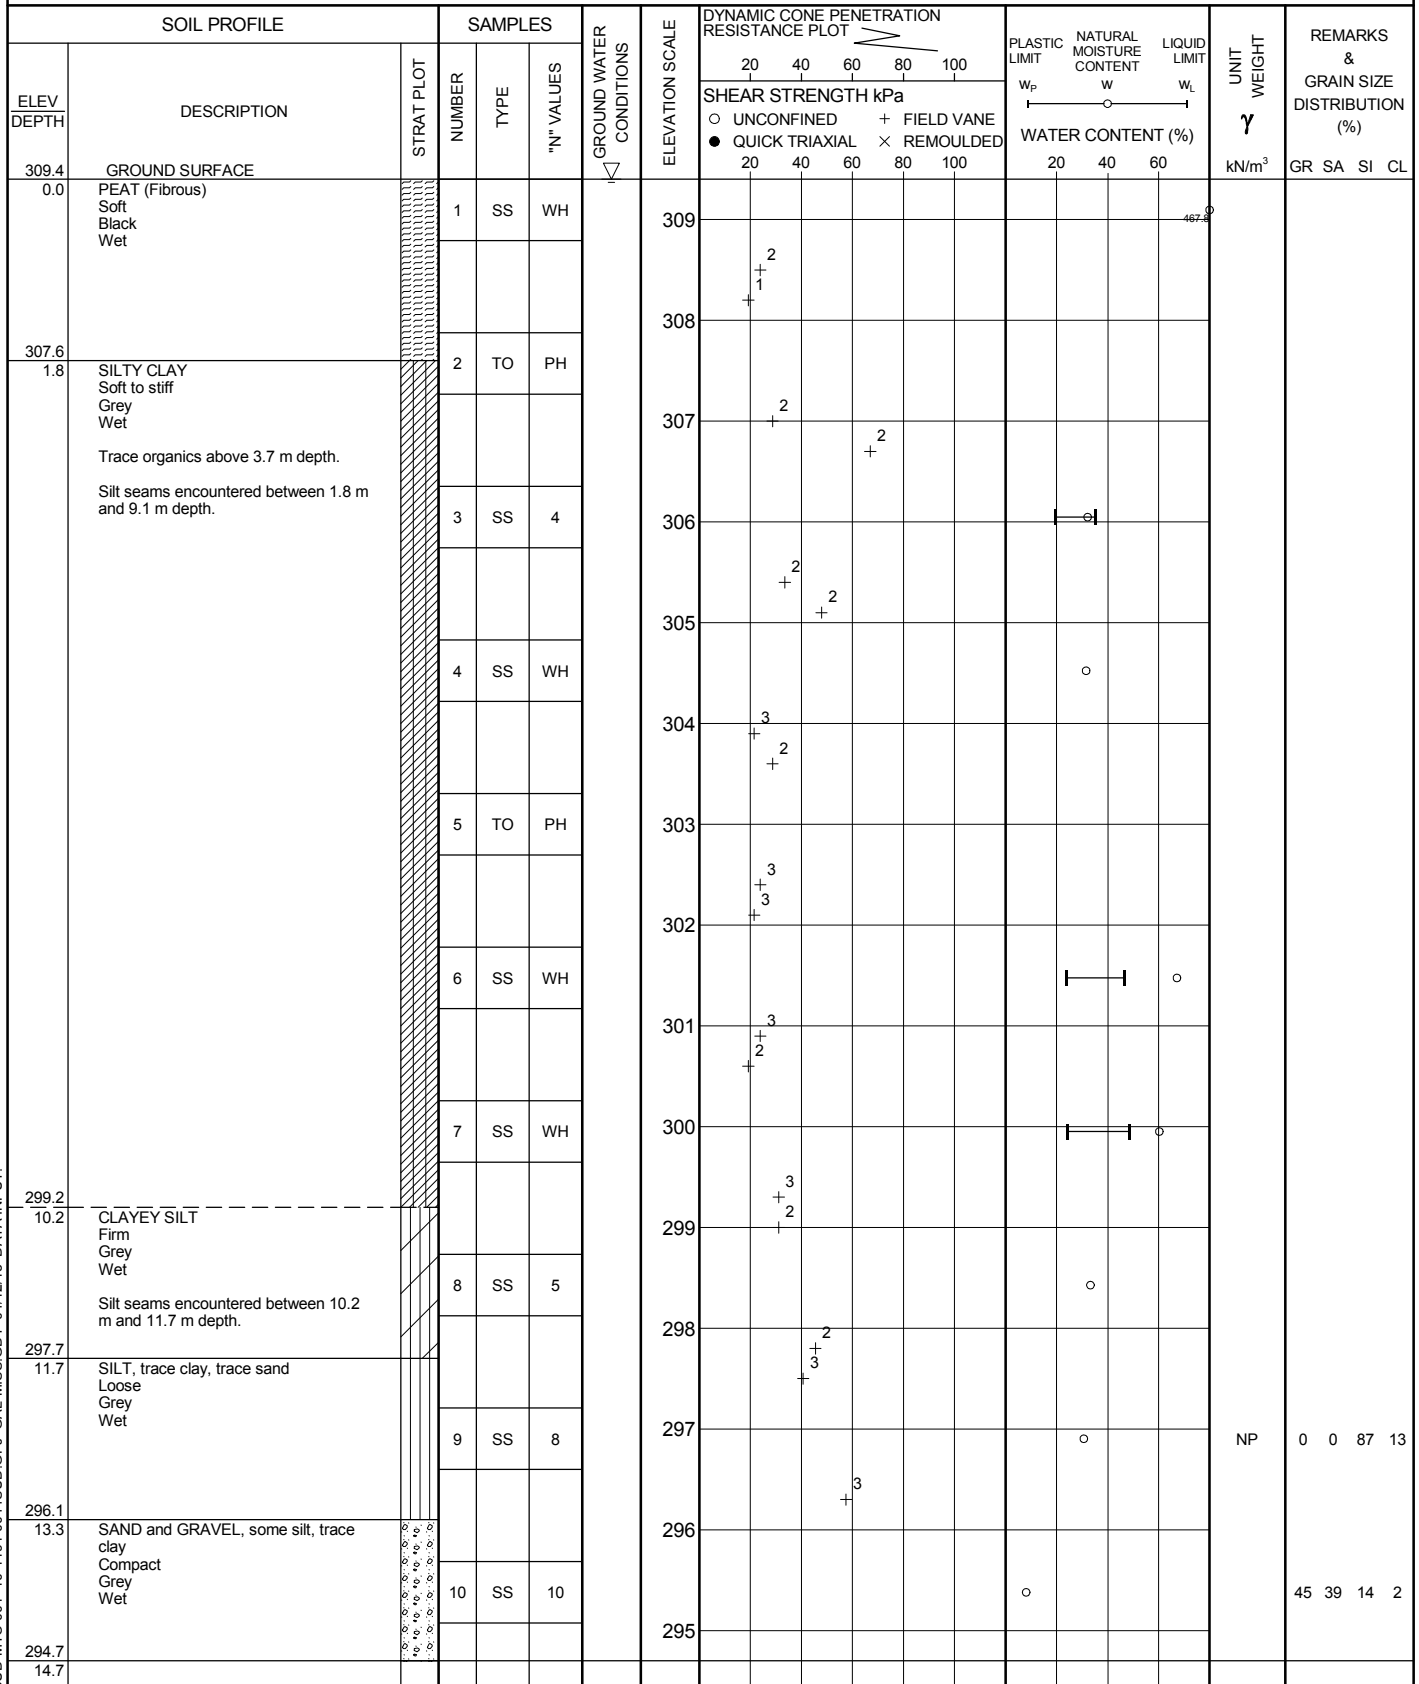 SOIL PROFILE
SAMPLES
GROUND WATER CONDITIONS
ELEVATION SCALE
DYNAMIC CONE PENETRATION
RESISTANCE PLOT
20 40 60 80 100
SHEAR STRENGTH kPa
○ UNCONFINED + FIELD VANE
● QUICK TRIAXIAL × REMOULDED
20 40 60 80 100
PLASTIC LIMIT
NATURAL MOISTURE CONTENT
LIQUID LIMIT
WP W WL
WATER CONTENT (%)
20 40 60
UNIT WEIGHT
γ
kN/m³
REMARKS
&
GRAIN SIZE
DISTRIBUTION
(%)
GR SA SI CL
ELEV
DEPTH
DESCRIPTION
STRAT PLOT
NUMBER
TYPE
"N" VALUES
309.4 GROUND SURFACE
0.0 PEAT (Fibrous)
Soft
Black
Wet
1 SS WH
309
467.8
2
1
308
307.6
1.8 SILTY CLAY
Soft to stiff
Grey
Wet
2 TO PH
307
2
2
Trace organics above 3.7 m depth.
Silt seams encountered between 1.8 m
and 9.1 m depth.
3 SS 4
306
2
2
305
4 SS WH
304
3
2
303
5 TO PH
3
3
302
6 SS WH
301
3
2
300
7 SS WH
3
2
299.2
10.2 CLAYEY SILT
Firm
Grey
Wet
299
Silt seams encountered between 10.2
m and 11.7 m depth.
8 SS 5
298
2
3
297.7
11.7 SILT, trace clay, trace sand
Loose
Grey
Wet
297
9 SS 8
NP
0 0 87 13
3
296.1
13.3 SAND and GRAVEL, some silt, trace
clay
Compact
Grey
Wet
296
10 SS 10
45 39 14 2
295
294.7
14.7